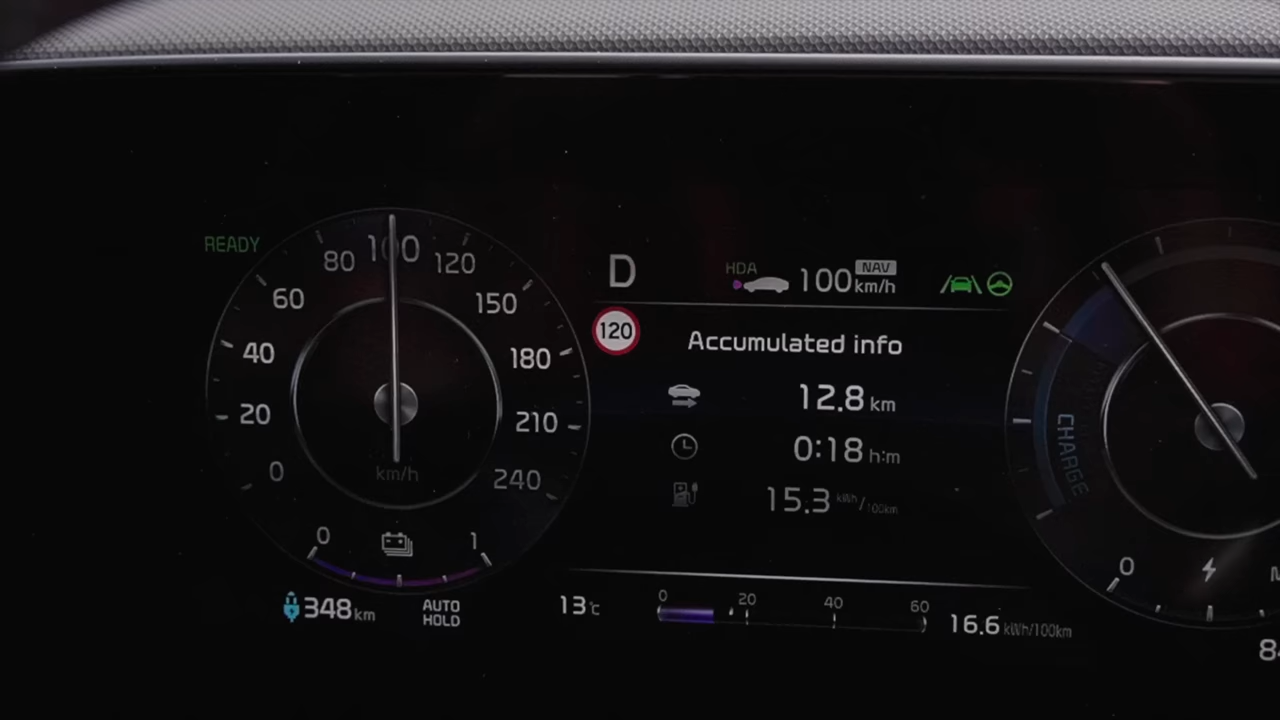 READY
0
20
40
60
80
100
120
150
180
210
240
km/h
0
1
348 km
AUTO
HOLD
D
HDA
100 km/h
NAV
120
Accumulated info
12.8 km
0:18 h:m
15.3 kWh/100km
13℃
0
20
40
60
16.6 kWh/100km
CHARGE
0